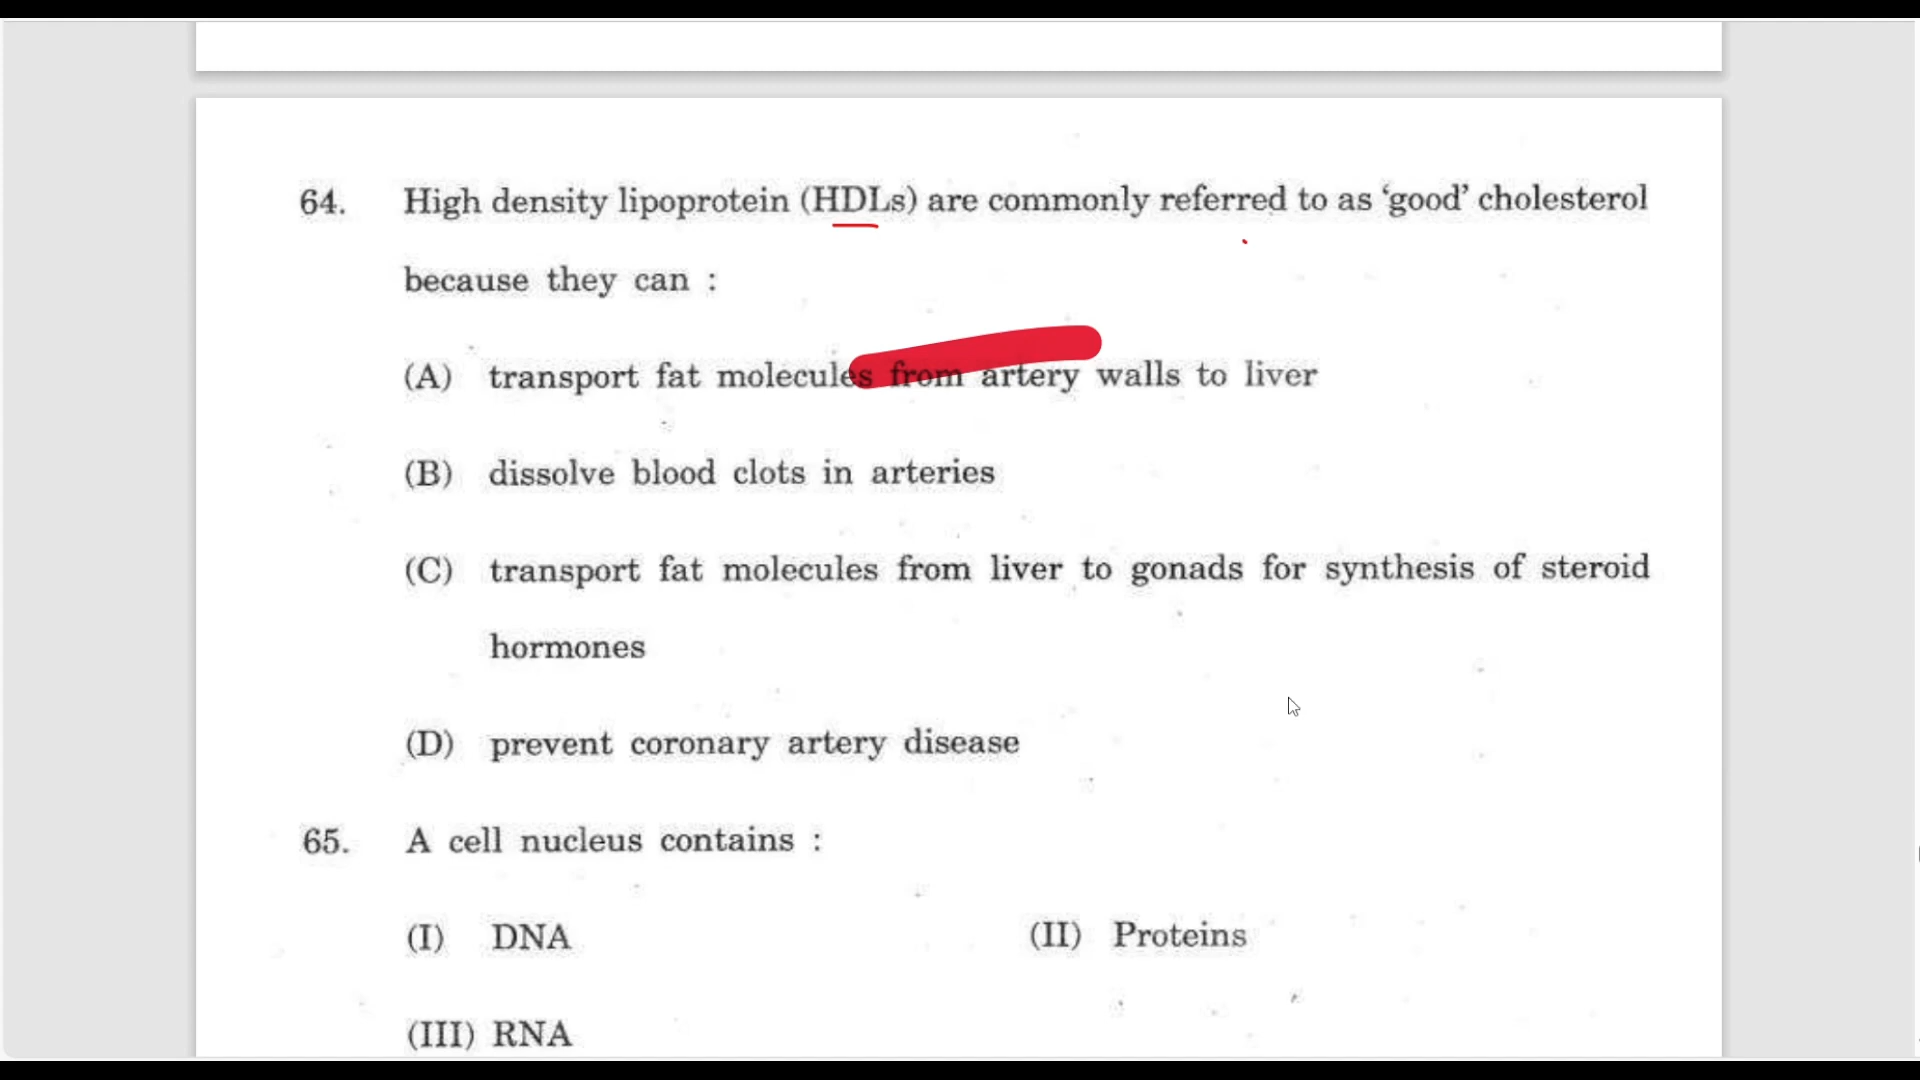 64. High density lipoprotein (HDLs) are commonly referred to as ‘good’ cholesterol
because they can :
(A) transport fat molecules from artery walls to liver
(B) dissolve blood clots in arteries
(C) transport fat molecules from liver to gonads for synthesis of steroid
hormones
(D) prevent coronary artery disease
65. A cell nucleus contains :
(I) DNA (II) Proteins
(III) RNA